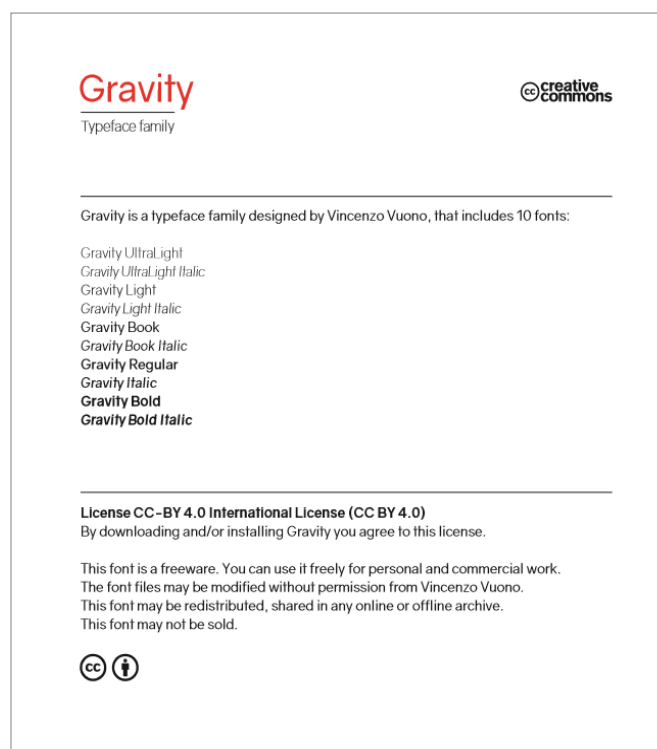 Gravity
Typeface family
creative
commons
Gravity is a typeface family designed by Vincenzo Vuono, that includes 10 fonts:
Gravity UltraLight
Gravity UltraLight Italic
Gravity Light
Gravity Light Italic
Gravity Book
Gravity Book Italic
Gravity Regular
Gravity Italic
Gravity Bold
Gravity Bold Italic
License CC-BY 4.0 International License (CC BY 4.0)
By downloading and/or installing Gravity you agree to this license.
This font is a freeware. You can use it freely for personal and commercial work.
The font files may be modified without permission from Vincenzo Vuono.
This font may be redistributed, shared in any online or offline archive.
This font may not be sold.
cc